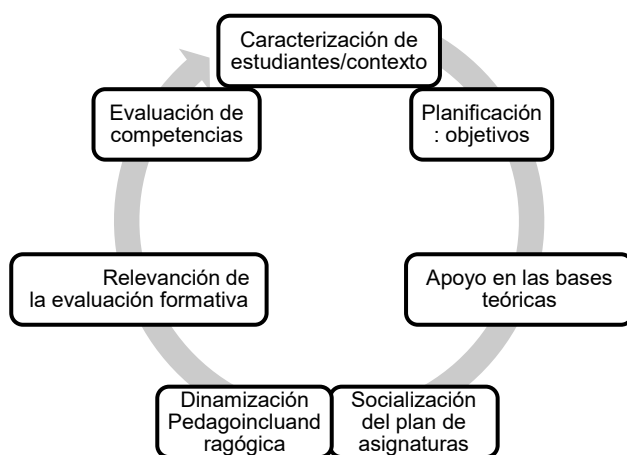 Caracterización de
estudiantes/contexto
Planificación
: objetivos
Apoyo en las bases
teóricas
Socialización
del plan de
asignaturas
Dinamización
Pedagoincluand
ragógica
Relevanción de
la evaluación formativa
Evaluación de
competencias